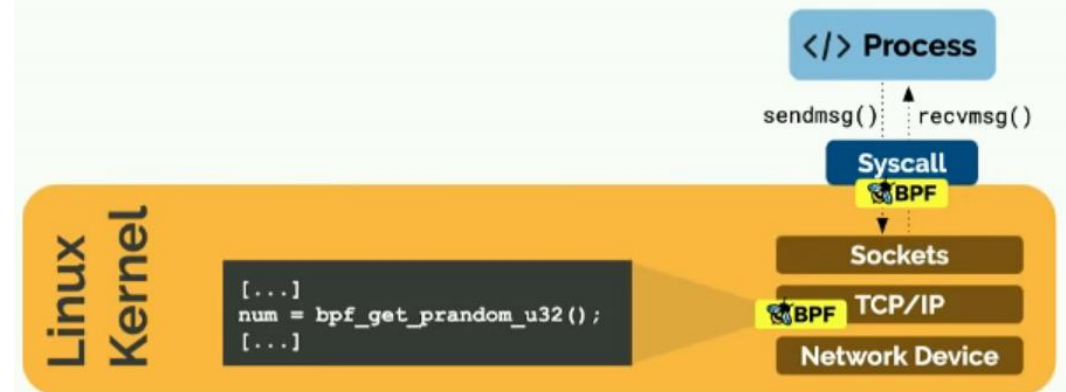 </> Process
sendmsg() recvmsg()
Syscall
BPF
Linux
Kernel
Sockets
[...]
num = bpf_get_prandom_u32();
[...]
BPF TCP/IP
Network Device